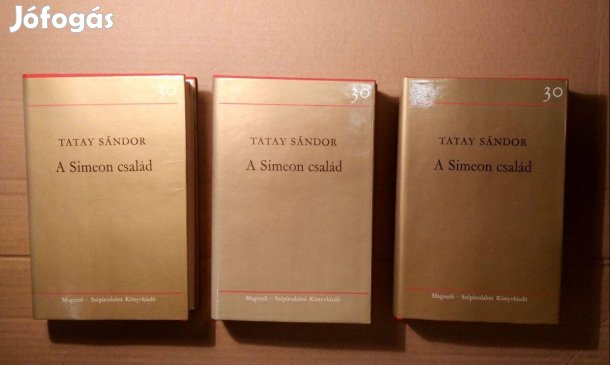 Jófogás
30
TATAY SÁNDOR
A Simeon család
Magvető · Szépirodalmi Könyvkiadó
30
TATAY SÁNDOR
A Simeon család
Magvető · Szépirodalmi Könyvkiadó
30
TATAY SÁNDOR
A Simeon család
Magvető · Szépirodalmi Könyvkiadó